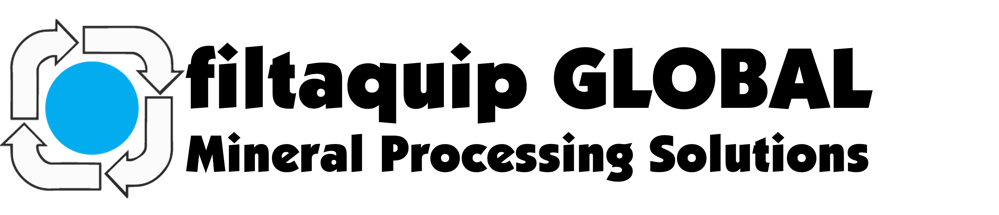 filtaquip GLOBAL
Mineral Processing Solutions